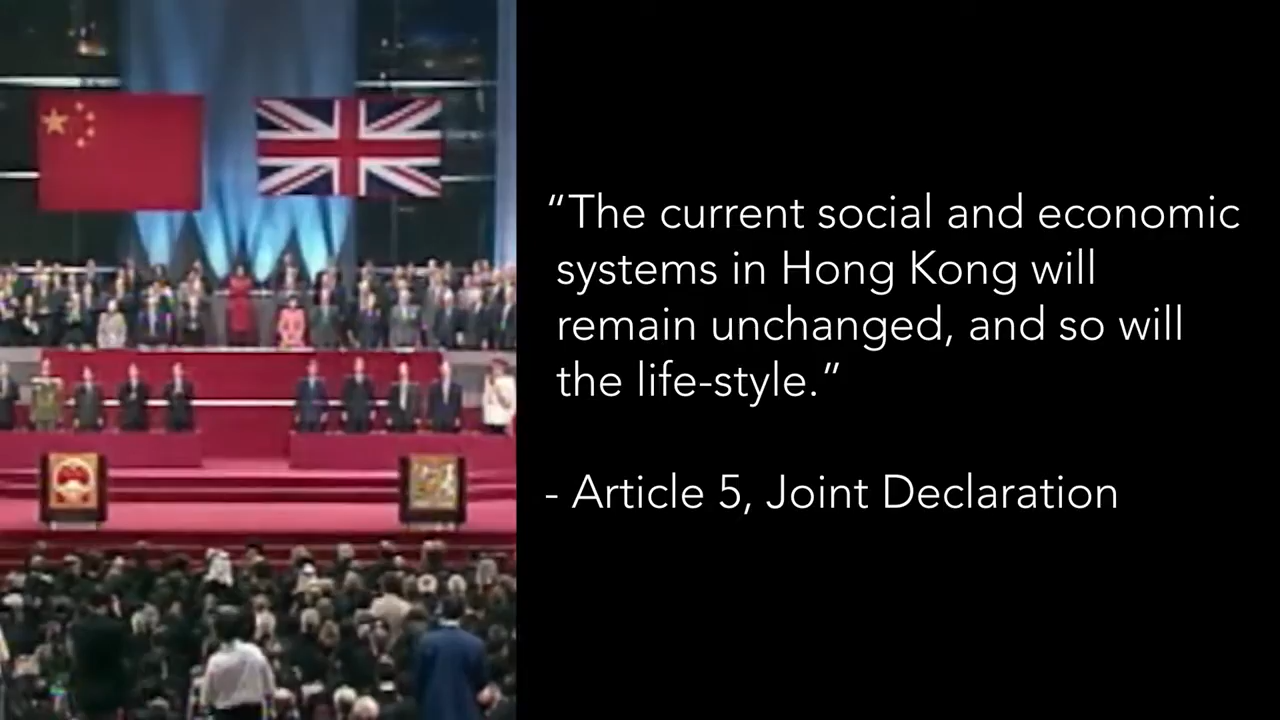 “The current social and economic
systems in Hong Kong will
remain unchanged, and so will
the life-style.”
- Article 5, Joint Declaration